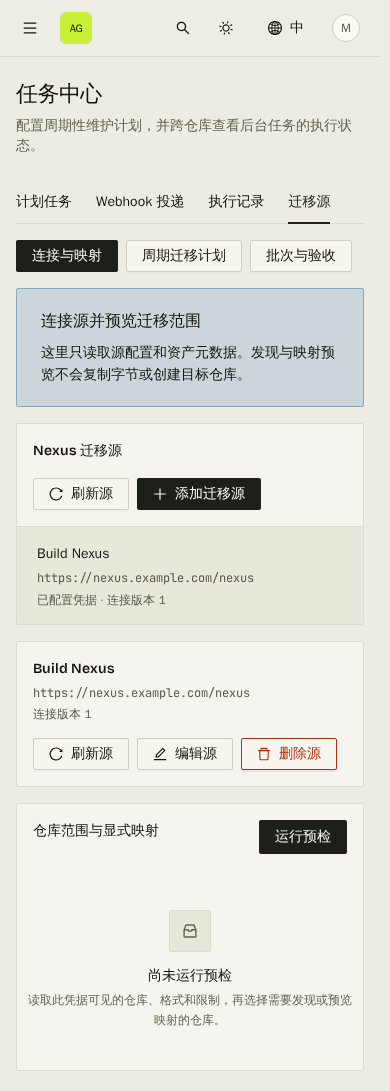 AG
中
M
任务中心
配置周期性维护计划，并跨仓库查看后台任务的执行状
态。
计划任务 Webhook 投递 执行记录 迁移源
连接与映射 周期迁移计划 批次与验收
连接源并预览迁移范围
这里只读取源配置和资产元数据。发现与映射预
览不会复制字节或创建目标仓库。
Nexus 迁移源
刷新源 添加迁移源
Build Nexus
https://nexus.example.com/nexus
已配置凭据 · 连接版本 1
Build Nexus
https://nexus.example.com/nexus
连接版本 1
刷新源 编辑源 删除源
仓库范围与显式映射 运行预检
尚未运行预检
读取此凭据可见的仓库、格式和限制，再选择需要发现或预览
映射的仓库。